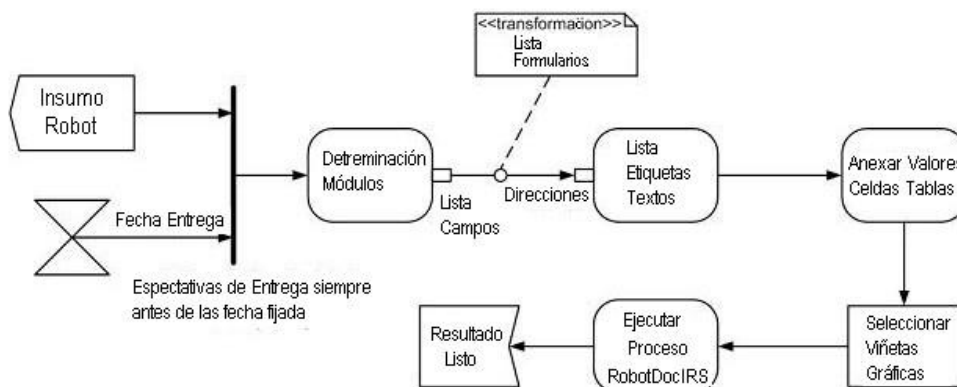 <<transformacion>>
Lista
Formularios
Insumo
Robot
Fecha Entrega
Espectativas de Entrega siempre
antes de las fecha fijada
Detreminación
Módulos
Lista
Campos
Direcciones
Lista
Etiquetas
Textos
Anexar Valores
Celdas Tablas
Seleccionar
Viñetas
Gráficas
Ejecutar
Proceso
RobotDocIRS
Resultado
Listo